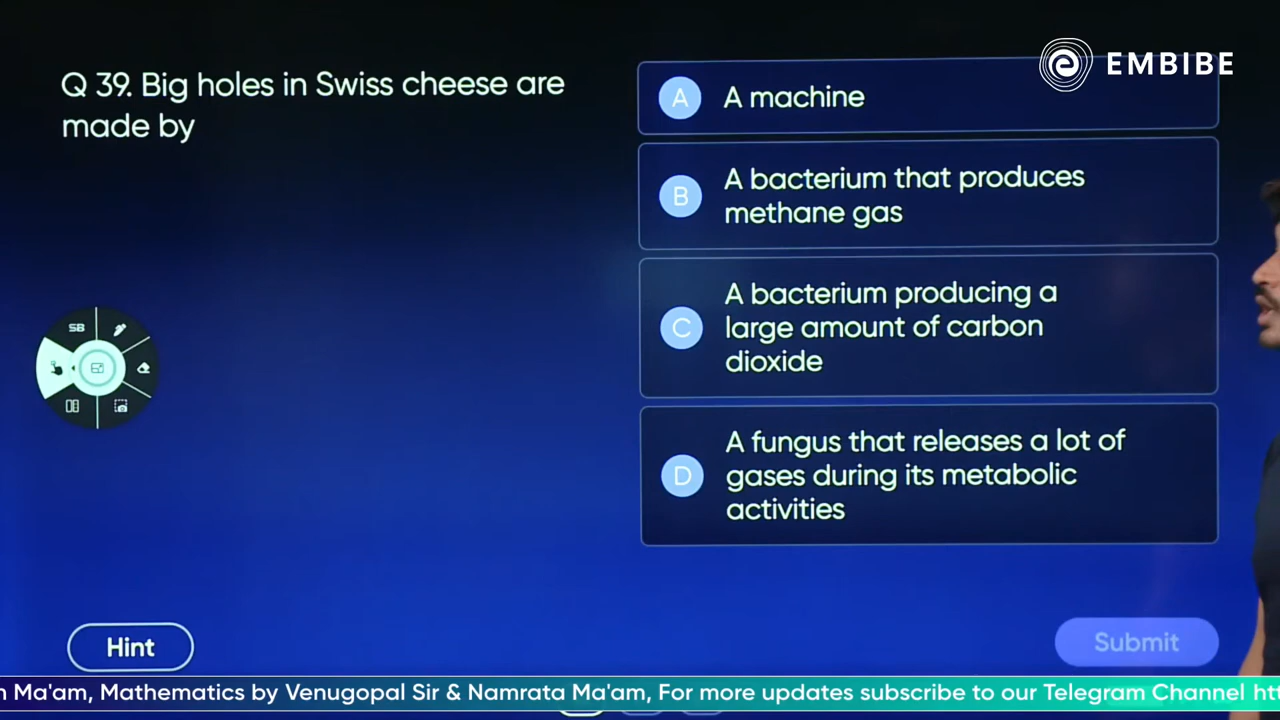 EMBIBE
Q 39. Big holes in Swiss cheese are
made by
A
A machine
B
A bacterium that produces
methane gas
C
A bacterium producing a
large amount of carbon
dioxide
D
A fungus that releases a lot of
gases during its metabolic
activities
SB
Hint
Submit
Ma'am, Mathematics by Venugopal Sir & Namrata Ma'am, For more updates subscribe to our Telegram Channel